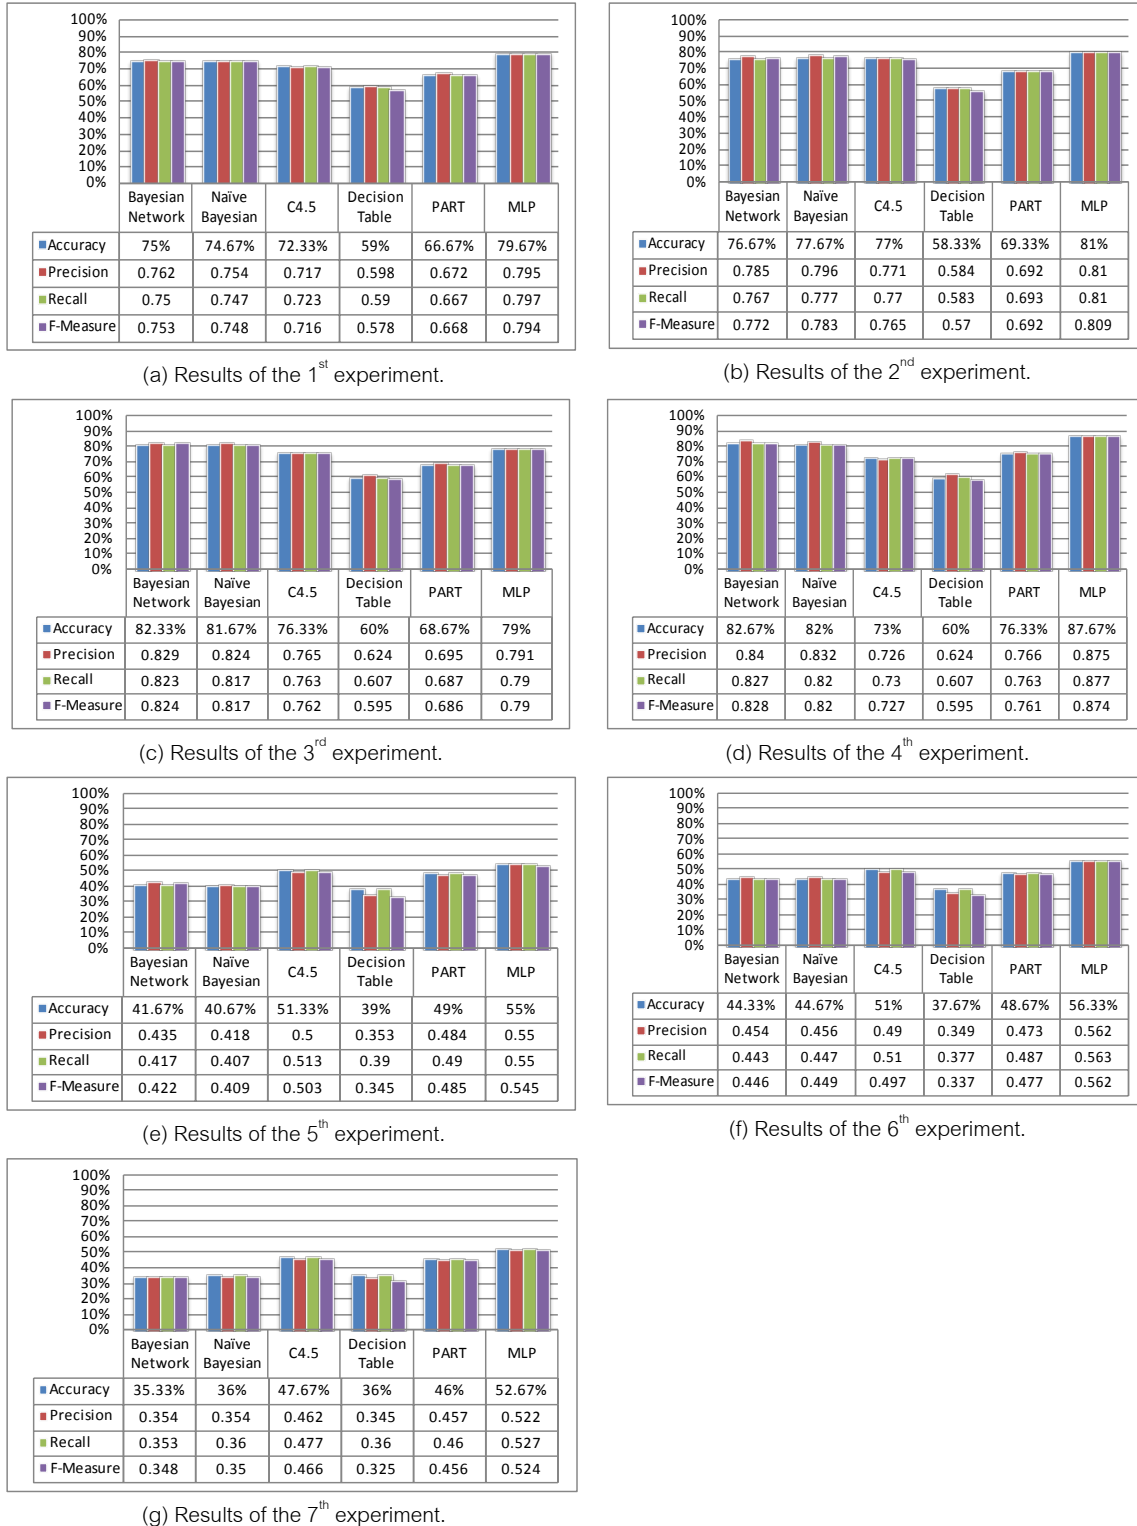 100%
90%
80%
70%
60%
50%
40%
30%
20%
10%
0%
Bayesian Network Naïve Bayesian C4.5 Decision Table PART MLP
Accuracy 75% 74.67% 72.33% 59% 66.67% 79.67%
Precision 0.762 0.754 0.717 0.598 0.672 0.795
Recall 0.75 0.747 0.723 0.59 0.667 0.797
F-Measure 0.753 0.748 0.716 0.578 0.668 0.794
(a) Results of the 1st experiment.
100%
90%
80%
70%
60%
50%
40%
30%
20%
10%
0%
Bayesian Network Naïve Bayesian C4.5 Decision Table PART MLP
Accuracy 76.67% 77.67% 77% 58.33% 69.33% 81%
Precision 0.785 0.796 0.771 0.584 0.692 0.81
Recall 0.767 0.777 0.77 0.583 0.693 0.81
F-Measure 0.772 0.783 0.765 0.57 0.692 0.809
(b) Results of the 2nd experiment.
100%
90%
80%
70%
60%
50%
40%
30%
20%
10%
0%
Bayesian Network Naïve Bayesian C4.5 Decision Table PART MLP
Accuracy 82.33% 81.67% 76.33% 60% 68.67% 79%
Precision 0.829 0.824 0.765 0.624 0.695 0.791
Recall 0.823 0.817 0.763 0.607 0.687 0.79
F-Measure 0.824 0.817 0.762 0.595 0.686 0.79
(c) Results of the 3rd experiment.
100%
90%
80%
70%
60%
50%
40%
30%
20%
10%
0%
Bayesian Network Naïve Bayesian C4.5 Decision Table PART MLP
Accuracy 82.67% 82% 73% 60% 76.33% 87.67%
Precision 0.84 0.832 0.726 0.624 0.766 0.875
Recall 0.827 0.82 0.73 0.607 0.763 0.877
F-Measure 0.828 0.82 0.727 0.595 0.761 0.874
(d) Results of the 4th experiment.
100%
90%
80%
70%
60%
50%
40%
30%
20%
10%
0%
Bayesian Network Naïve Bayesian C4.5 Decision Table PART MLP
Accuracy 41.67% 40.67% 51.33% 39% 49% 55%
Precision 0.435 0.418 0.5 0.353 0.484 0.55
Recall 0.417 0.407 0.513 0.39 0.49 0.55
F-Measure 0.422 0.409 0.503 0.345 0.485 0.545
(e) Results of the 5th experiment.
100%
90%
80%
70%
60%
50%
40%
30%
20%
10%
0%
Bayesian Network Naïve Bayesian C4.5 Decision Table PART MLP
Accuracy 44.33% 44.67% 51% 37.67% 48.67% 56.33%
Precision 0.454 0.456 0.49 0.349 0.473 0.562
Recall 0.443 0.447 0.51 0.377 0.487 0.563
F-Measure 0.446 0.449 0.497 0.337 0.477 0.562
(f) Results of the 6th experiment.
100%
90%
80%
70%
60%
50%
40%
30%
20%
10%
0%
Bayesian Network Naïve Bayesian C4.5 Decision Table PART MLP
Accuracy 35.33% 36% 47.67% 36% 46% 52.67%
Precision 0.354 0.354 0.462 0.345 0.457 0.522
Recall 0.353 0.36 0.477 0.36 0.46 0.527
F-Measure 0.348 0.35 0.466 0.325 0.456 0.524
(g) Results of the 7th experiment.